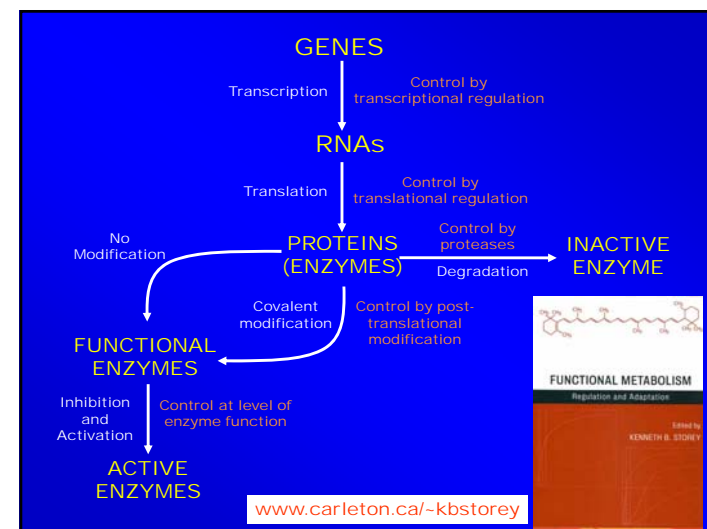 GENES
Transcription
Control by
transcriptional regulation
RNAs
Translation
Control by
translational regulation
No
Modification
PROTEINS
(ENZYMES)
Control by
proteases
Degradation
INACTIVE
ENZYME
Covalent
modification
Control by post-
translational
modification
FUNCTIONAL
ENZYMES
Inhibition
and
Activation
Control at level of
enzyme function
ACTIVE
ENZYMES
FUNCTIONAL METABOLISM
Regulation and Adaptation
Edited by
KENNETH B. STOREY
www.carleton.ca/~kbstorey